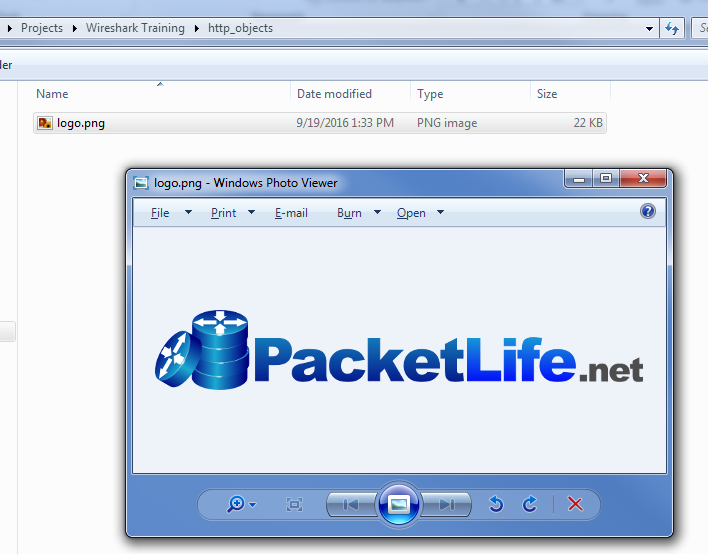 Projects Wireshark Training http_objects
der
Name Date modified Type Size
logo.png 9/19/2016 1:33 PM PNG image 22 KB
logo.png - Windows Photo Viewer
File Print E-mail Burn Open
PacketLife.net